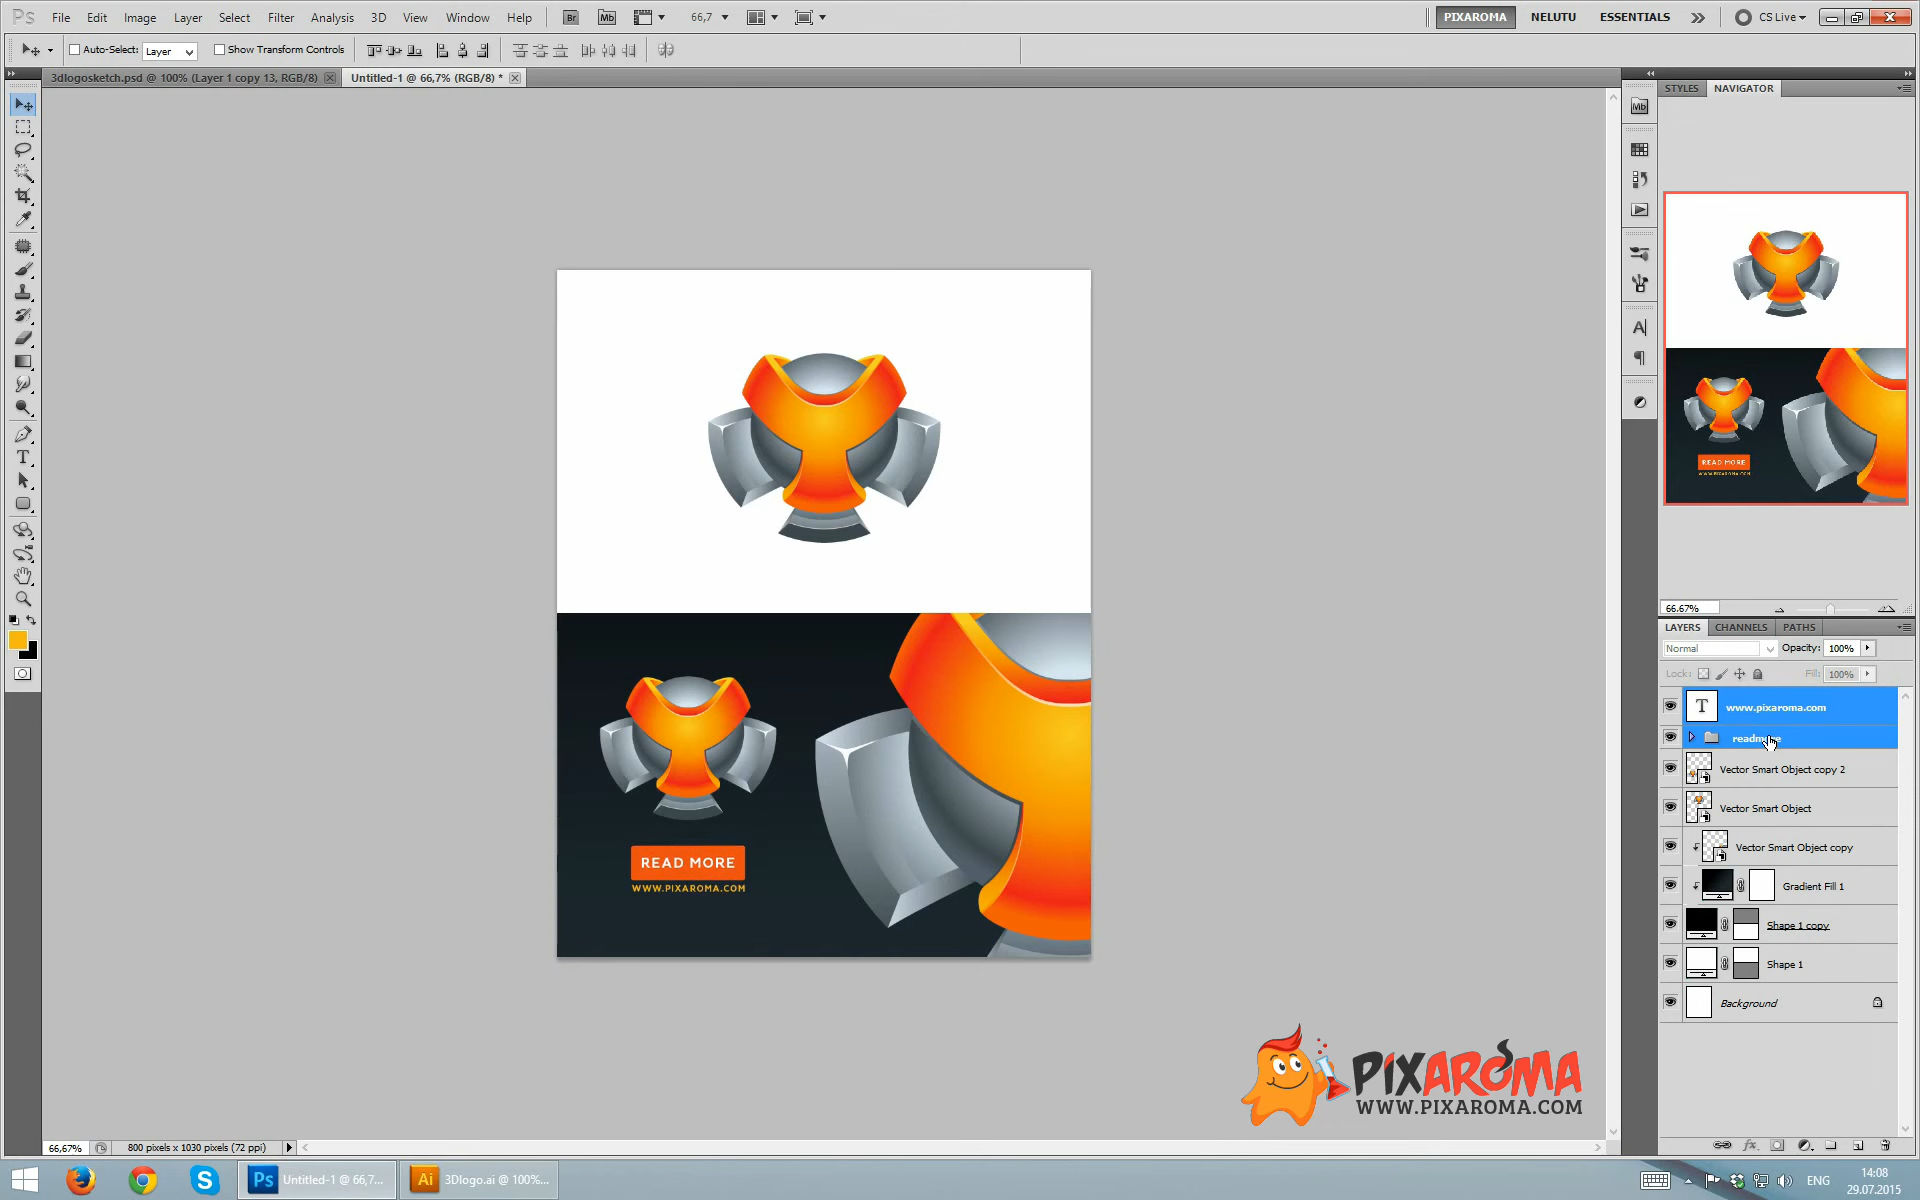 Ps File Edit Image Layer Select Filter Analysis 3D View Window Help Br Mb 66,7 PIXAROMA NELUTU ESSENTIALS CS Live
Auto-Select: Layer Show Transform Controls
3dlogosketch.psd @ 100% (Layer 1 copy 13, RGB/8) Untitled-1 @ 66,7% (RGB/8) *
STYLES NAVIGATOR
Mb
READ MORE
66.67%
LAYERS CHANNELS PATHS
Normal Opacity: 100%
Lock: Fill: 100%
T www.pixaroma.com
Vector Smart Object copy 2
Vector Smart Object
Vector Smart Object copy
Gradient Fill 1
Shape 1 copy
Shape 1
Background
READ MORE
WWW.PIXAROMA.COM
PIXAROMA
WWW.PIXAROMA.COM
66,67% 800 pixels x 1030 pixels (72 ppi)
Ps Untitled-1 @ 66,7... Ai 3Dlogo.ai @ 100%... ENG 14:08
29.07.2015